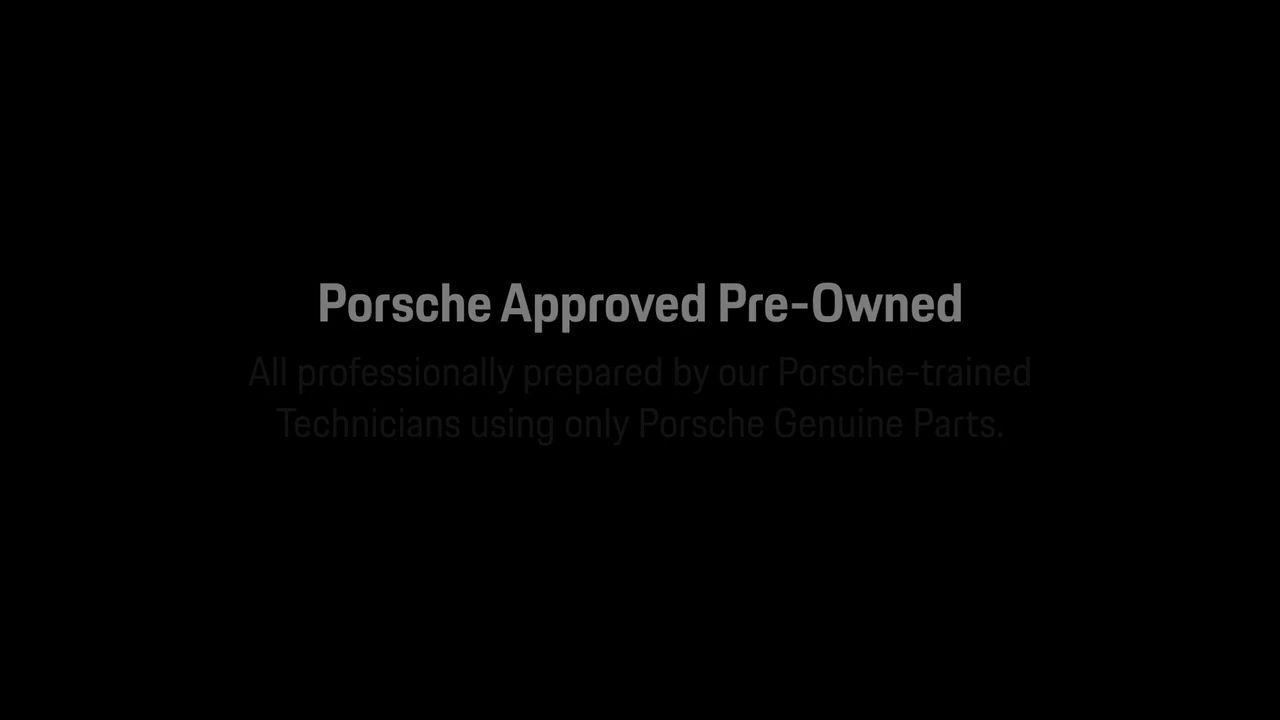 Porsche Approved Pre-Owned
All professionally prepared by our Porsche-trained
Technicians using only Porsche Genuine Parts.